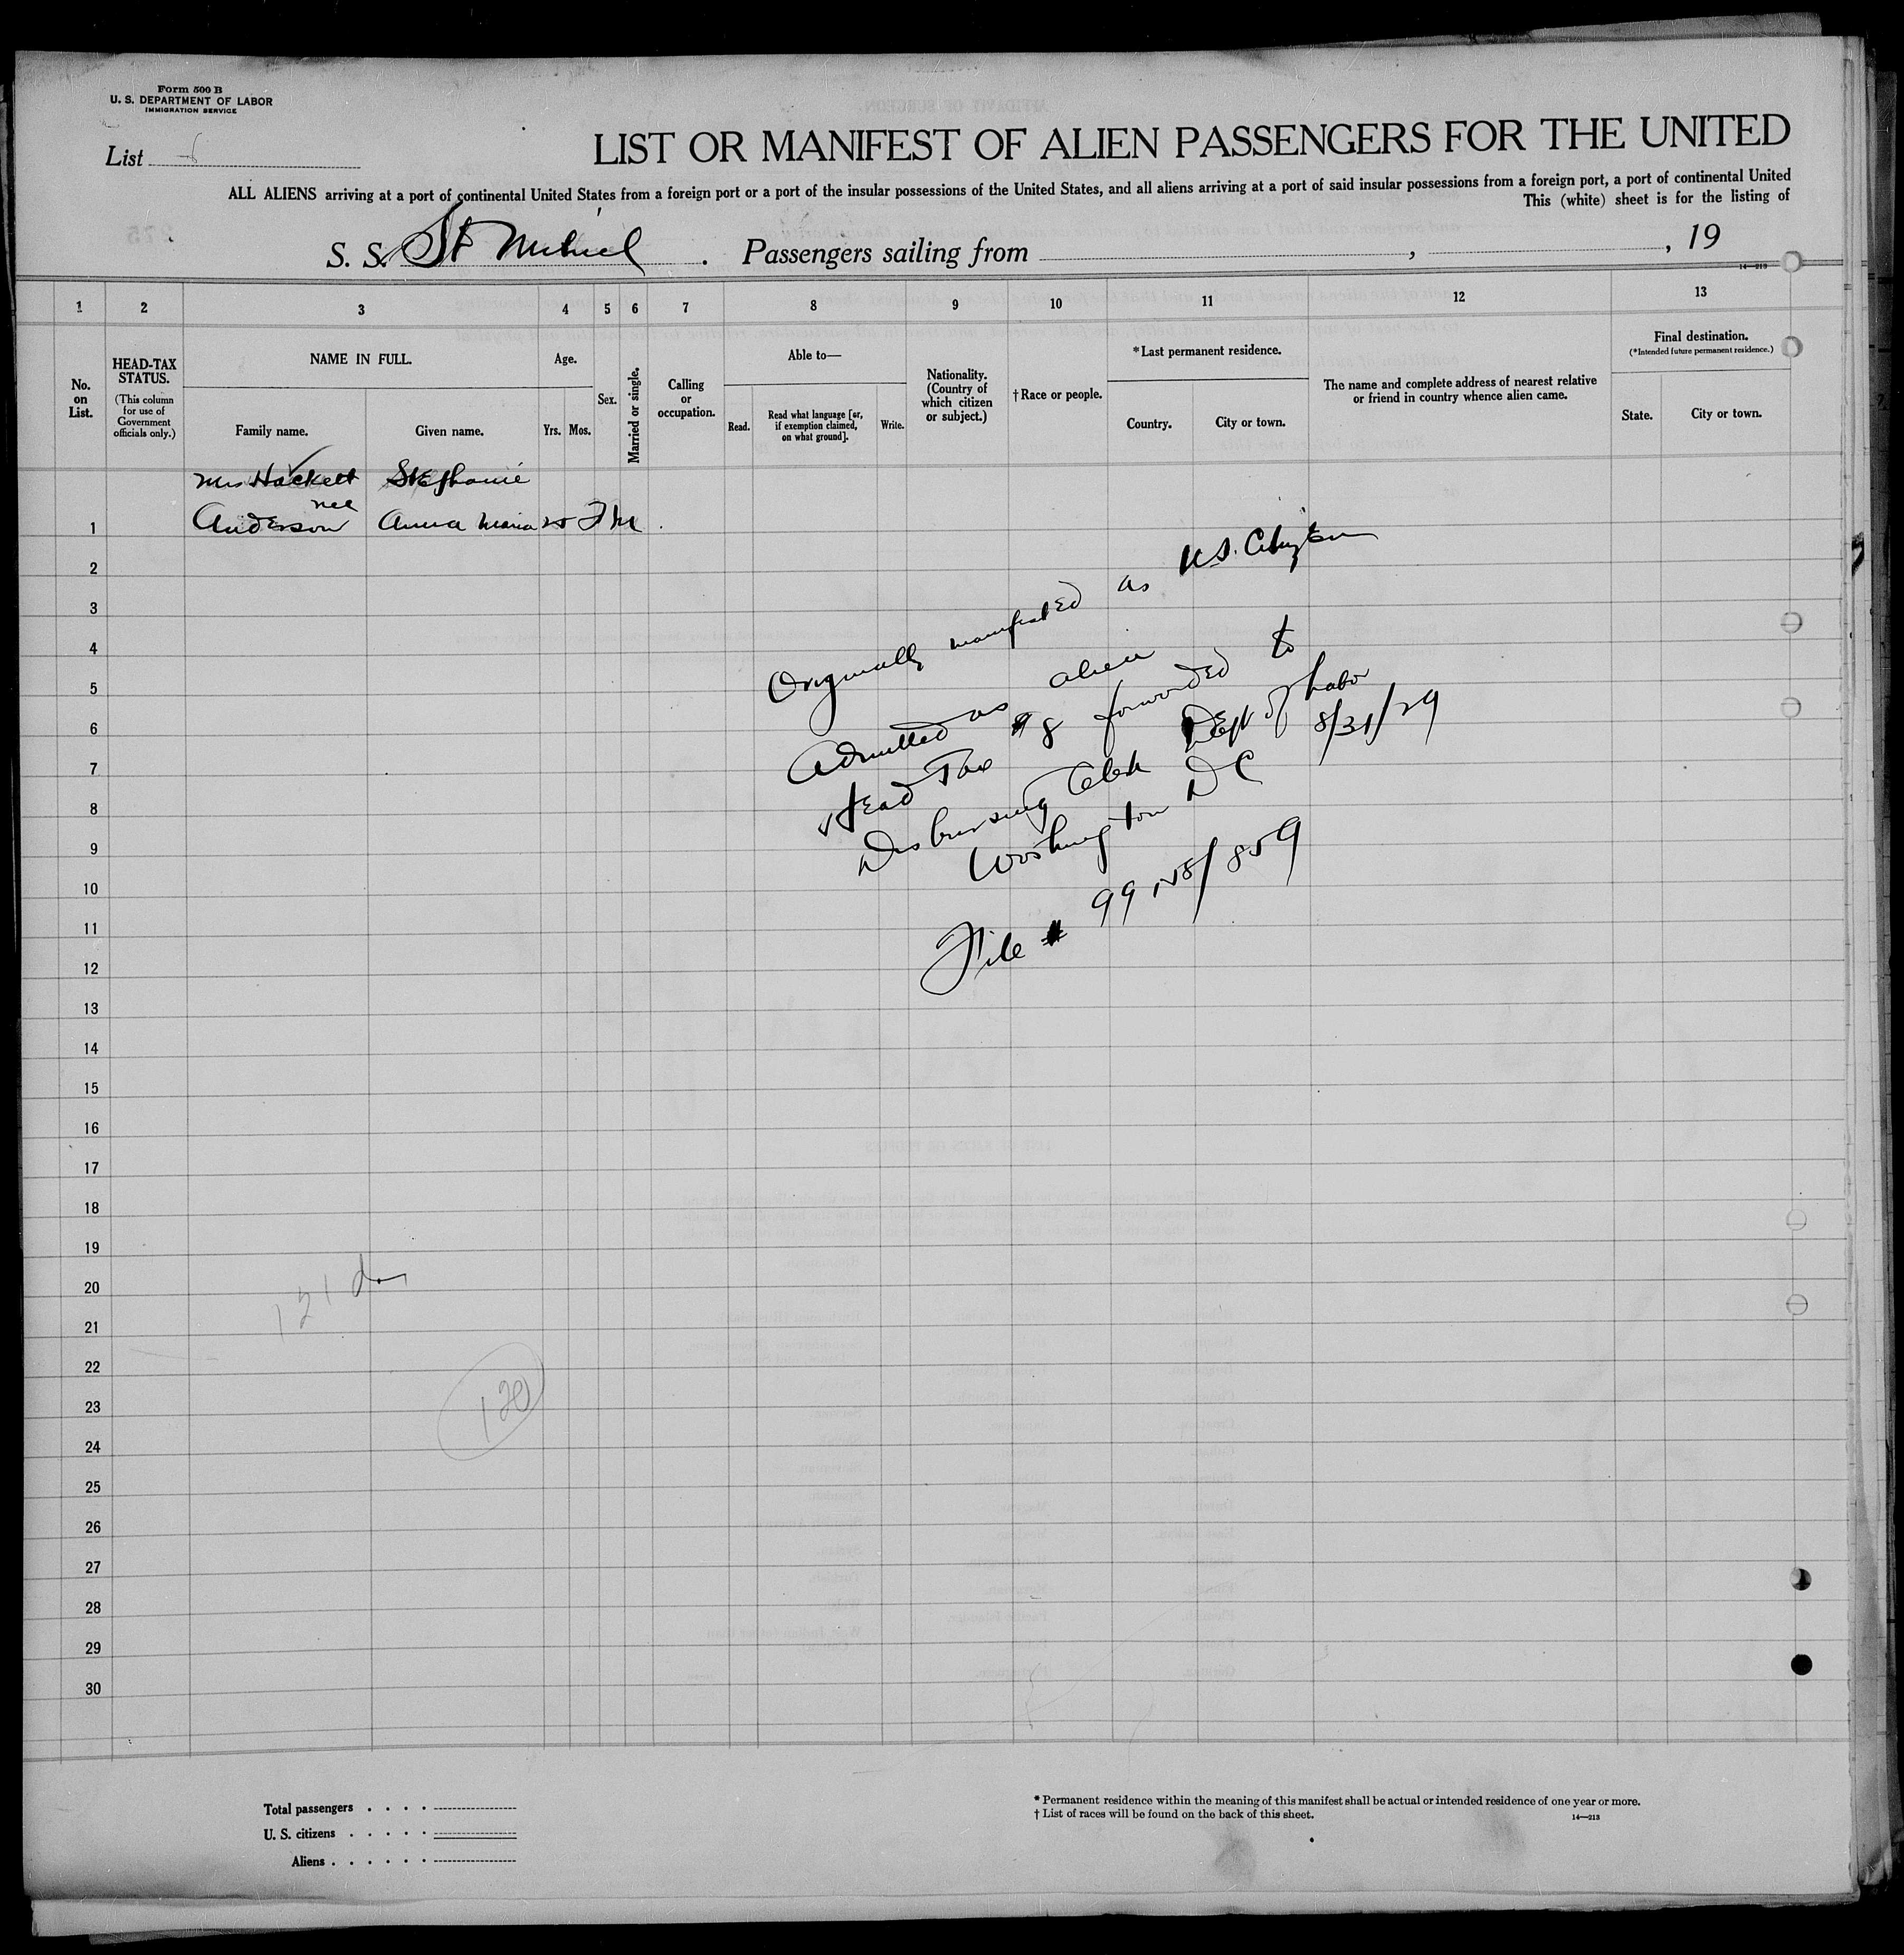 Form 500 B
U. S. DEPARTMENT OF LABOR
IMMIGRATION SERVICE
List
LIST OR MANIFEST OF ALIEN PASSENGERS FOR THE UNITED
ALL ALIENS arriving at a port of continental United States from a foreign port or a port of the insular possessions of the United States, and all aliens arriving at a port of said insular possessions from a foreign port, a port of continental United
This (white) sheet is for the listing of
S. S. St Mihiel. Passengers sailing from , , 19
14—213
1 2 3 4 5 6 7 8 9 10 11 12 13
No. on List.
HEAD-TAX STATUS.
(This column for use of Government officials only.)
NAME IN FULL.
Family name. Given name.
Age.
Yrs. Mos.
Sex.
Married or single.
Calling or occupation.
Able to—
Read.
Read what language [or, if exemption claimed, on what ground].
Write.
Nationality. (Country of which citizen or subject.)
†Race or people.
*Last permanent residence.
Country. City or town.
The name and complete address of nearest relative or friend in country whence alien came.
Final destination.
(*Intended future permanent residence.)
State. City or town.
Mrs Hackett Stephanie
nee
1 Anderson Anna Maria 25 F M
Originally manifested as U.S. Citizen
Admitted as alien
Head Tax $8 forwarded to
Disbursing Clerk Dept of Labor
Washington DC 8/31/29
File # 99,128/859
2
3
4
5
6
7
8
9
10
11
12
13
14
15
16
17
18
19
20
21
22
23
24
25
26
27
28
29
30
121
120
Total passengers . . . .
U. S. citizens . . . . .
Aliens . . . . . .
* Permanent residence within the meaning of this manifest shall be actual or intended residence of one year or more.
† List of races will be found on the back of this sheet.
14—213